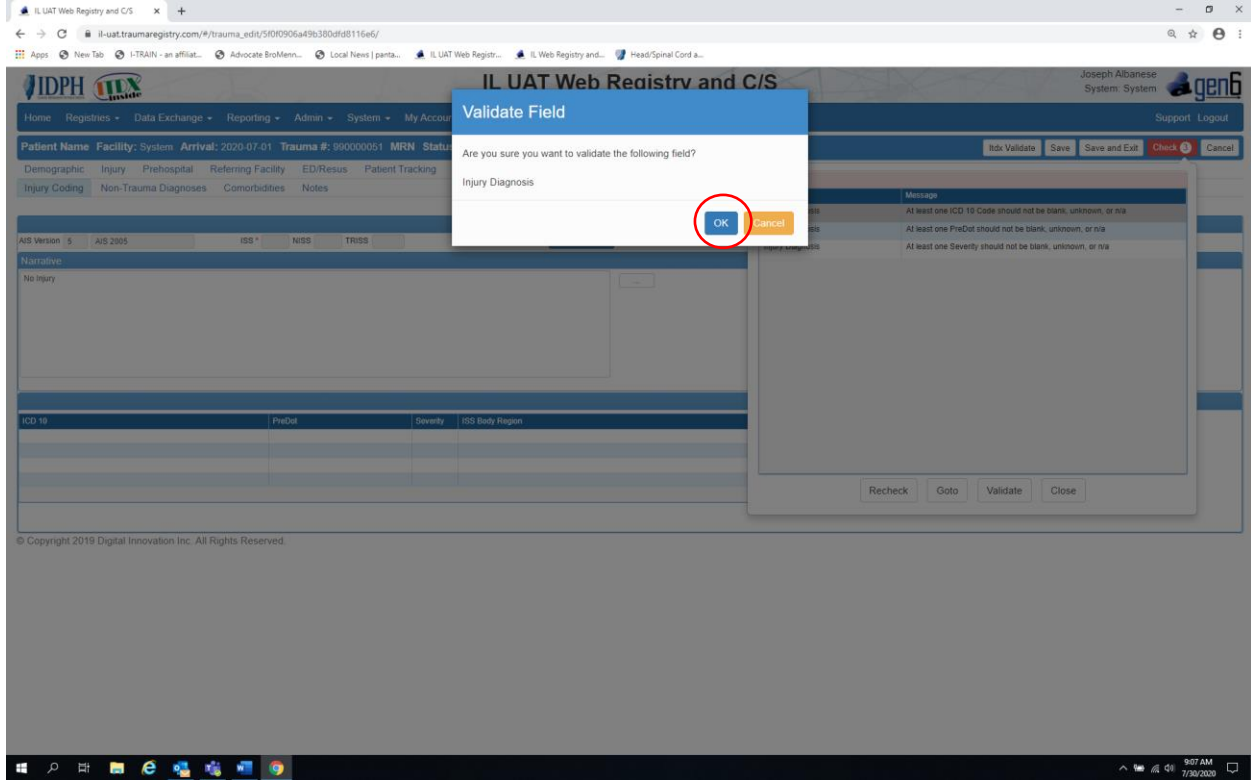 IL UAT Web Registry and C/S
il-uat.traumaregistry.com/#/trauma_edit/5f0f0906a49b380dfd8116e6/
Apps New Tab I-TRAIN - an affiliat... Advocate BroMenn... Local News | panta... IL UAT Web Registr... IL Web Registry and... Head/Spinal Cord a...
IDPH ITDX inside
IL UAT Web Registry and C/S
Joseph Albanese
System: System
gen6
Home Registries Data Exchange Reporting Admin System My Accour
Support Logout
Patient Name Facility: System Arrival: 2020-07-01 Trauma #: 990000051 MRN Statu
Itdx Validate Save Save and Exit Check 3 Cancel
Demographic Injury Prehospital Referring Facility ED/Resus Patient Tracking
Injury Coding Non-Trauma Diagnoses Comorbidities Notes
Validate Field
Are you sure you want to validate the following field?
Injury Diagnosis
OK Cancel
Message
At least one ICD 10 Code should not be blank, unknown, or n/a
At least one PreDot should not be blank, unknown, or n/a
Injury Diagnosis At least one Severity should not be blank, unknown, or n/a
AIS Version 5 AIS 2005 ISS * NISS TRISS
Narrative
No Injury
...
ICD 10 PreDot Severity ISS Body Region
Recheck Goto Validate Close
© Copyright 2019 Digital Innovation Inc. All Rights Reserved.
9:07 AM
7/30/2020